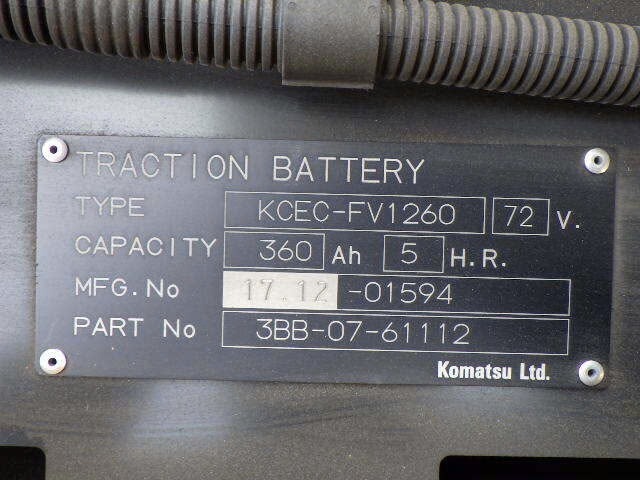 TRACTION BATTERY
TYPE KCEC-FV1260 72 V.
CAPACITY 360 Ah 5 H.R.
MFG.No 17.12 -01594
PART No 3BB-07-61112
Komatsu Ltd.